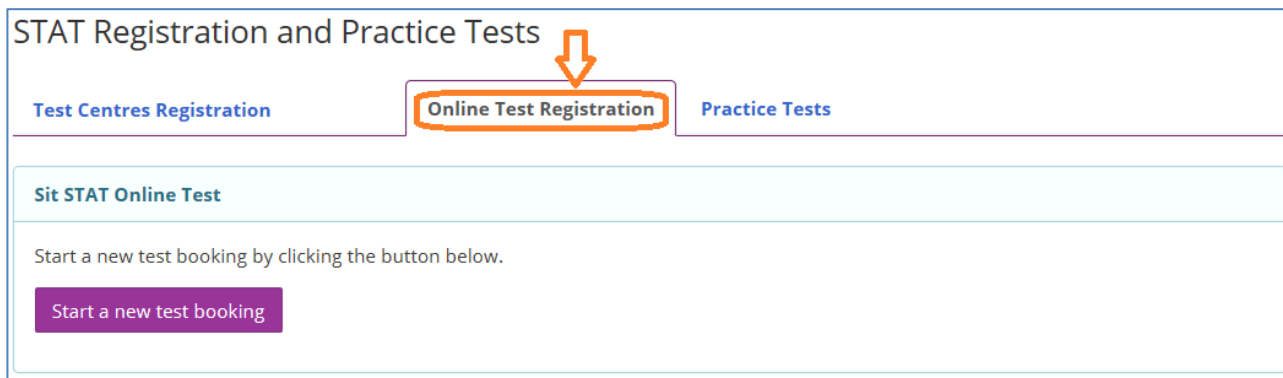 STAT Registration and Practice Tests
Test Centres Registration
Online Test Registration
Practice Tests
Sit STAT Online Test
Start a new test booking by clicking the button below.
Start a new test booking